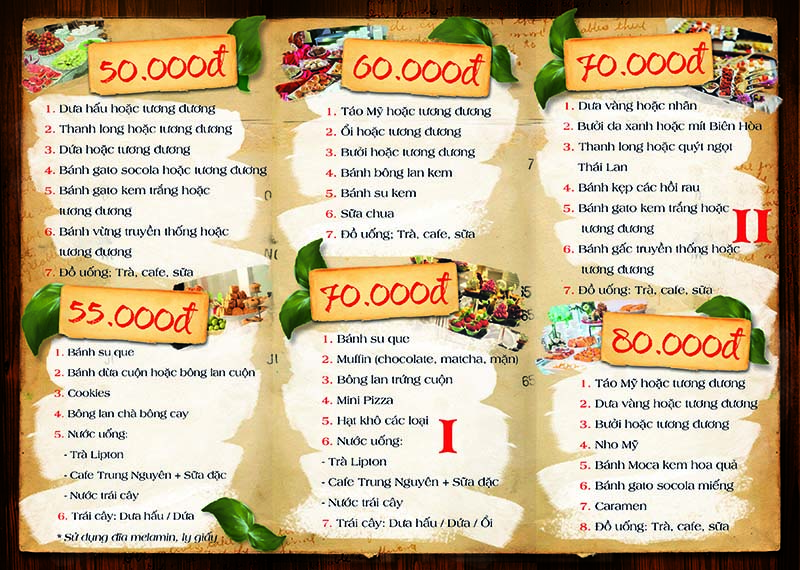 50.000đ
1. Dưa hấu hoặc tương đương
2. Thanh long hoặc tương đương
3. Dứa hoặc tương đương
4. Bánh gato socola hoặc tương đương
5. Bánh gato kem trắng hoặc
tương đương
6. Bánh vừng truyền thống hoặc
tương đương
7. Đồ uống; Trà, cafe, sữa
55.000đ
1. Bánh su que
2. Bánh dừa cuộn hoặc bông lan cuộn
3. Cookies
4. Bông lan chà bông cay
5. Nước uống:
- Trà Lipton
- Cafe Trung Nguyên + Sữa đặc
- Nước trái cây
6. Trái cây: Dưa hấu / Dứa
* Sử dụng đĩa melamin, ly giấy
60.000đ
1. Táo Mỹ hoặc tương đương
2. Ổi hoặc tương đương
3. Bưởi hoặc tương đương
4. Bánh bông lan kem
5. Bánh su kem
6. Sữa chua
7. Đồ uống; Trà, cafe, sữa
70.000đ
1. Bánh su que
2. Muffin (chocolate, matcha, mặn)
3. Bông lan trứng cuộn
4. Mini Pizza
5. Hạt khô các loại
6. Nước uống:
- Trà Lipton
- Cafe Trung Nguyên + Sữa đặc
- Nước trái cây
7. Trái cây: Dưa hấu / Dứa / Ổi
I
70.000đ
1. Dưa vàng hoặc nhãn
2. Bưởi da xanh hoặc mít Biên Hòa
3. Thanh long hoặc quýt ngọt
Thái Lan
4. Bánh kẹp các hồi rau
5. Bánh gato kem trắng hoặc
tương đương
6. Bánh gấc truyền thống hoặc
tương đương
7. Đồ uống: Trà, cafe, sữa
II
80.000đ
1. Táo Mỹ hoặc tương đương
2. Dưa vàng hoặc tương đương
3. Bưởi hoặc tương đương
4. Nho Mỹ
5. Bánh Moca kem hoa quả
6. Bánh gato socola miếng
7. Caramen
8. Đồ uống: Trà, cafe, sữa